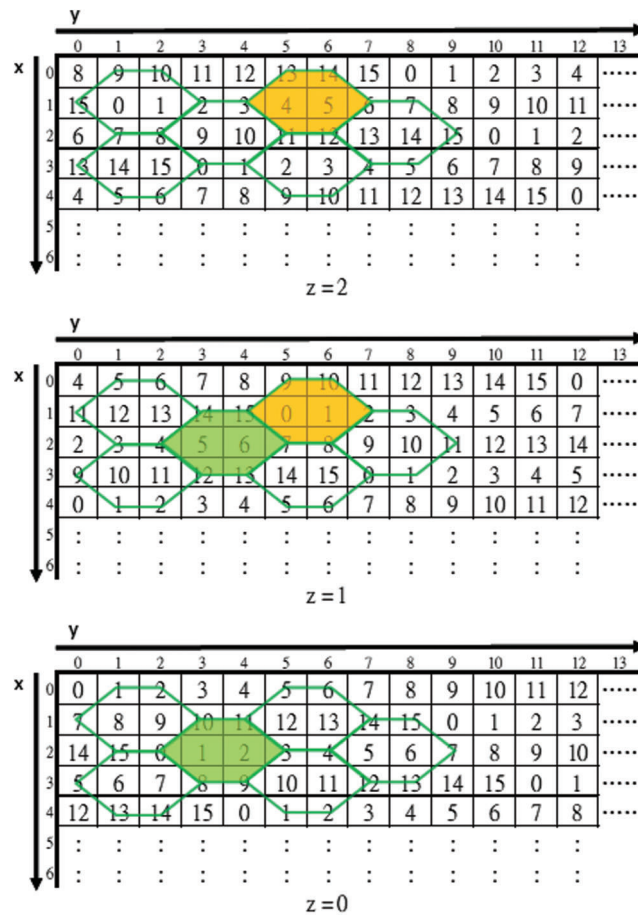 y
0 1 2 3 4 5 6 7 8 9 10 11 12 13
x
0 8 9 10 11 12 13 14 15 0 1 2 3 4 ......
1 15 0 1 2 3 4 5 6 7 8 9 10 11
2 6 7 8 9 10 11 12 13 14 15 0 1 2
3 13 14 15 0 1 2 3 4 5 6 7 8 9 ......
4 4 5 6 7 8 9 10 11 12 13 14 15 0 ......
5 : : : : : : : : : : : : :
6 : : : : : : : : : : : : :
z = 2
y
0 1 2 3 4 5 6 7 8 9 10 11 12 13
x
0 4 5 6 7 8 9 10 11 12 13 14 15 0 ......
1 11 12 13 14 15 0 1 2 3 4 5 6 7
2 2 3 4 5 6 7 8 9 10 11 12 13 14
3 9 10 11 12 13 14 15 0 1 2 3 4 5 ......
4 0 1 2 3 4 5 6 7 8 9 10 11 12 ......
5 : : : : : : : : : : : : :
6 : : : : : : : : : : : : :
z = 1
y
0 1 2 3 4 5 6 7 8 9 10 11 12 13
x
0 0 1 2 3 4 5 6 7 8 9 10 11 12 ......
1 7 8 9 10 11 12 13 14 15 0 1 2 3
2 14 15 0 1 2 3 4 5 6 7 8 9 10
3 5 6 7 8 9 10 11 12 13 14 15 0 1 ......
4 12 13 14 15 0 1 2 3 4 5 6 7 8 ......
5 : : : : : : : : : : : : :
6 : : : : : : : : : : : : :
z = 0